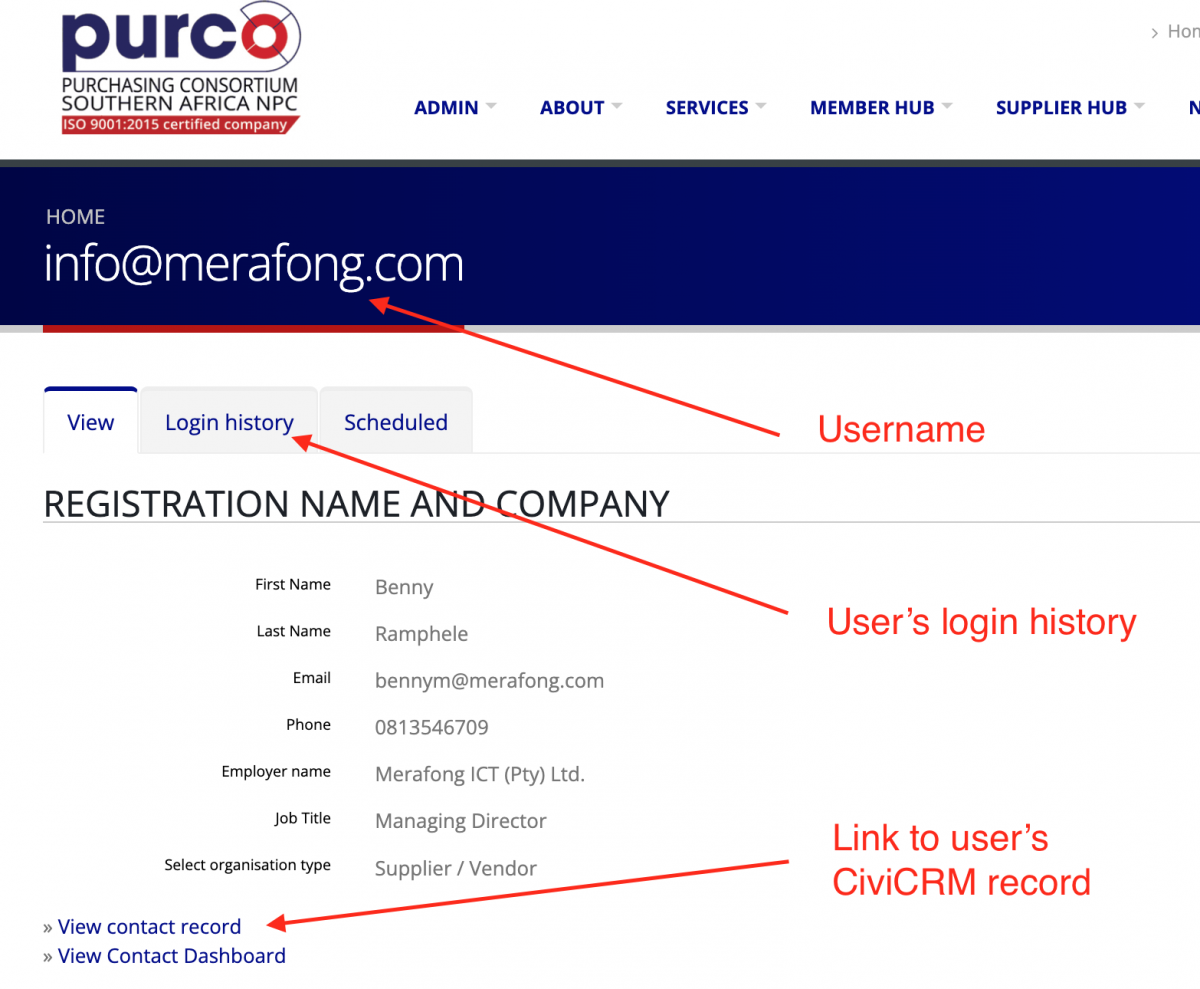 purco
PURCHASING CONSORTIUM
SOUTHERN AFRICA NPC
ISO 9001:2015 certified company
› Hom
ADMIN ABOUT SERVICES MEMBER HUB SUPPLIER HUB N
HOME
info@merafong.com
View Login history Scheduled
Username
REGISTRATION NAME AND COMPANY
First Name Benny
User’s login history
Last Name Ramphele
Email bennym@merafong.com
Phone 0813546709
Employer name Merafong ICT (Pty) Ltd.
Job Title Managing Director
Link to user’s
CiviCRM record
Select organisation type Supplier / Vendor
» View contact record
» View Contact Dashboard